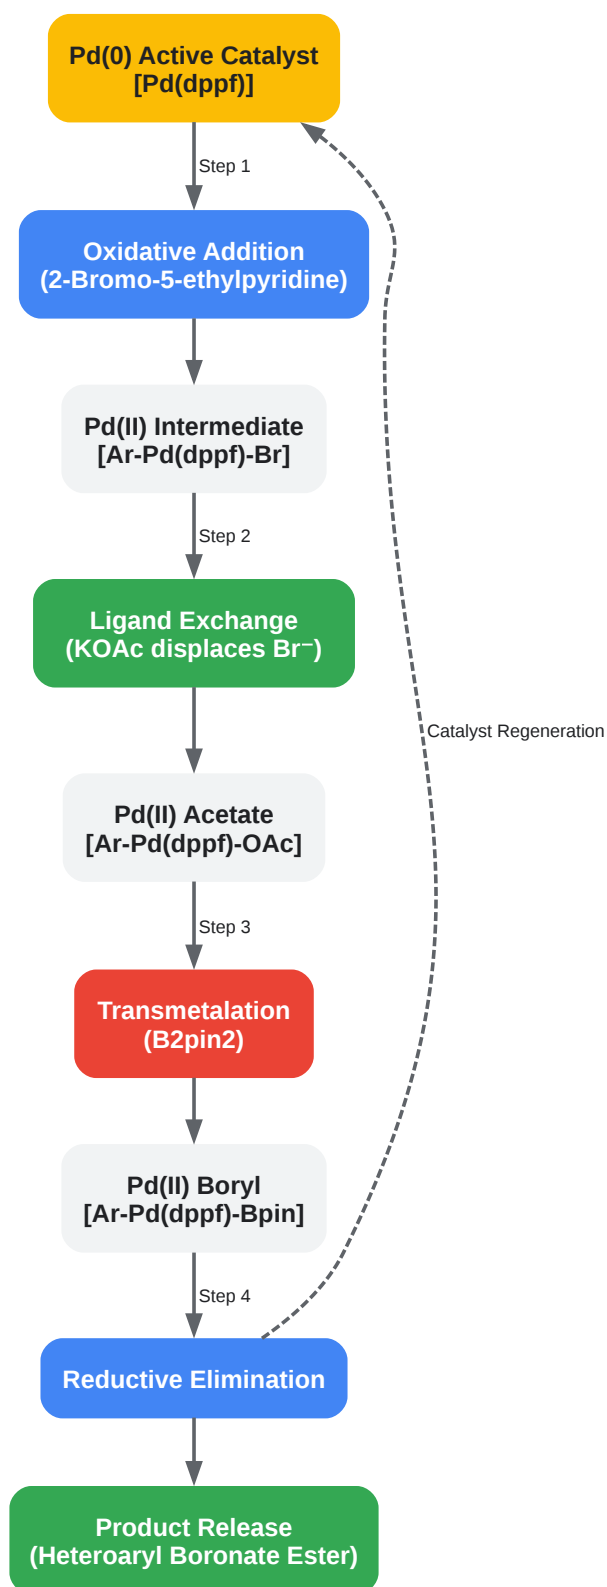 Pd(0) Active Catalyst
[Pd(dppf)]
Step 1
Oxidative Addition
(2-Bromo-5-ethylpyridine)
Pd(II) Intermediate
[Ar-Pd(dppf)-Br]
Step 2
Ligand Exchange
(KOAc displaces Br⁻)
Catalyst Regeneration
Pd(II) Acetate
[Ar-Pd(dppf)-OAc]
Step 3
Transmetalation
(B2pin2)
Pd(II) Boryl
[Ar-Pd(dppf)-Bpin]
Step 4
Reductive Elimination
Product Release
(Heteroaryl Boronate Ester)